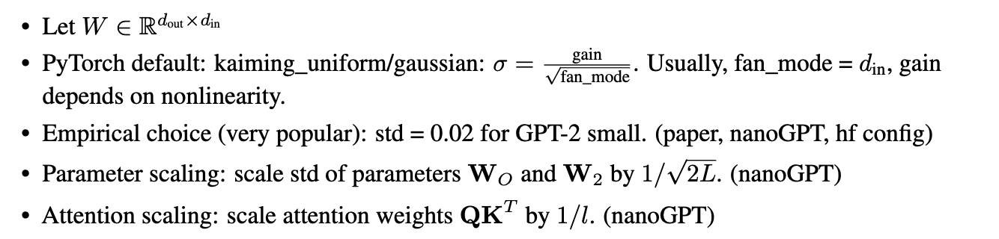 • Let $W \in \mathbb{R}^{d_{\text{out}} \times d_{\text{in}}}$
• PyTorch default: kaiming_uniform/gaussian: $\sigma = \frac{\text{gain}}{\sqrt{\text{fan\_mode}}}$. Usually, fan_mode = $d_{\text{in}}$, gain
depends on nonlinearity.
• Empirical choice (very popular): std = 0.02 for GPT-2 small. (paper, nanoGPT, hf config)
• Parameter scaling: scale std of parameters $\mathbf{W}_O$ and $\mathbf{W}_2$ by $1/\sqrt{2L}$. (nanoGPT)
• Attention scaling: scale attention weights $\mathbf{QK}^T$ by $1/l$. (nanoGPT)